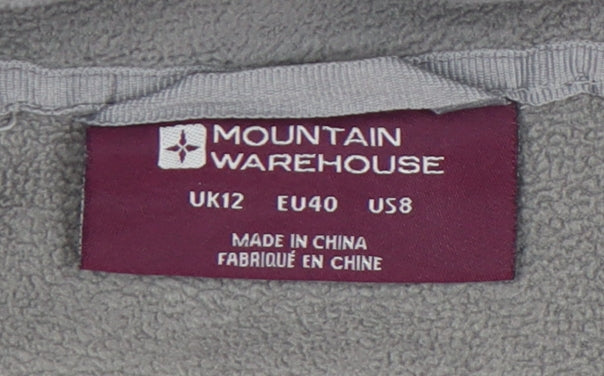 MOUNTAIN
WAREHOUSE
UK12 EU40 US8
MADE IN CHINA
FABRIQUÉ EN CHINE